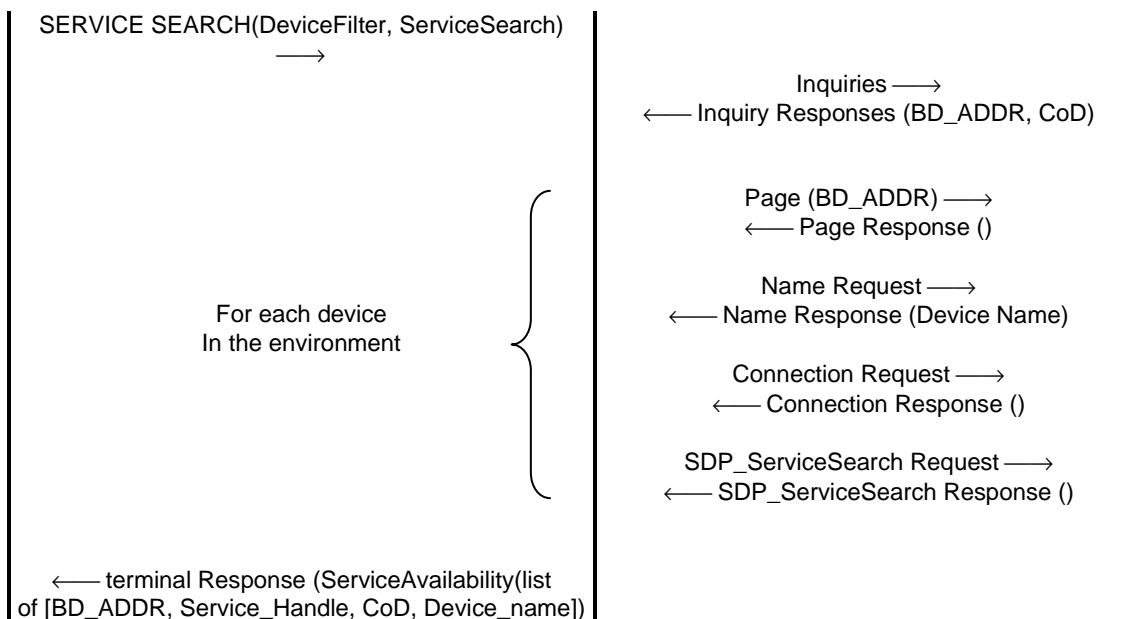 SERVICE SEARCH(DeviceFilter, ServiceSearch)
⟶
Inquiries ⟶
⟵ Inquiry Responses (BD_ADDR, CoD)
Page (BD_ADDR) ⟶
⟵ Page Response ()
Name Request ⟶
⟵ Name Response (Device Name)
For each device
In the environment
Connection Request ⟶
⟵ Connection Response ()
SDP_ServiceSearch Request ⟶
⟵ SDP_ServiceSearch Response ()
⟵ terminal Response (ServiceAvailability(list
of [BD_ADDR, Service_Handle, CoD, Device_name])